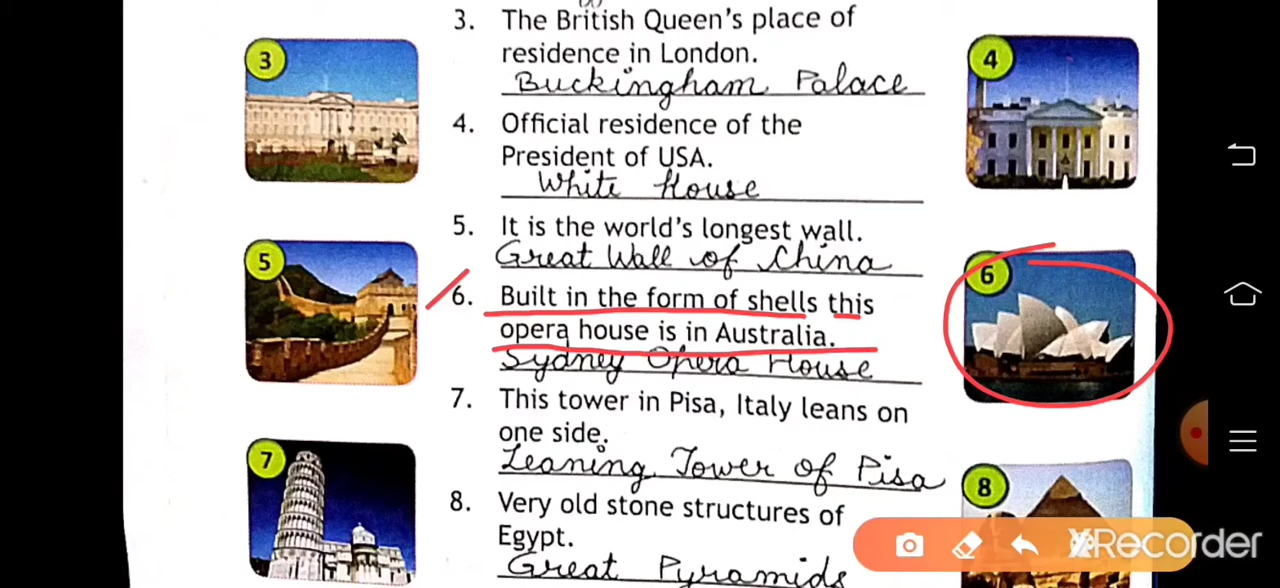 3. The British Queen's place of
residence in London.
Buckingham Palace
3
4
4. Official residence of the
President of USA.
White House
5. It is the world's longest wall.
Great Wall of China
5
6
6. Built in the form of shells this
opera house is in Australia.
Sydney Opera House
7. This tower in Pisa, Italy leans on
one side.
Leaning Tower of Pisa
7
8
8. Very old stone structures of
Egypt.
Great Pyramids
XRecorder